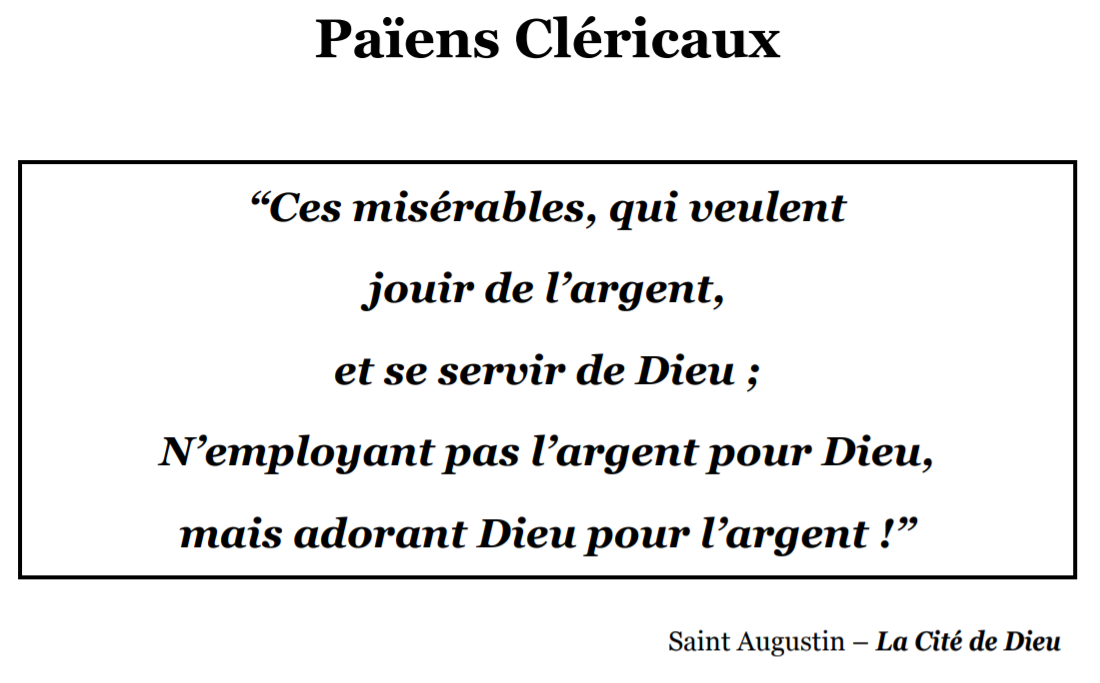 Païens Cléricaux
“Ces misérables, qui veulent
jouir de l’argent,
et se servir de Dieu ;
N’employant pas l’argent pour Dieu,
mais adorant Dieu pour l’argent !”
Saint Augustin – La Cité de Dieu